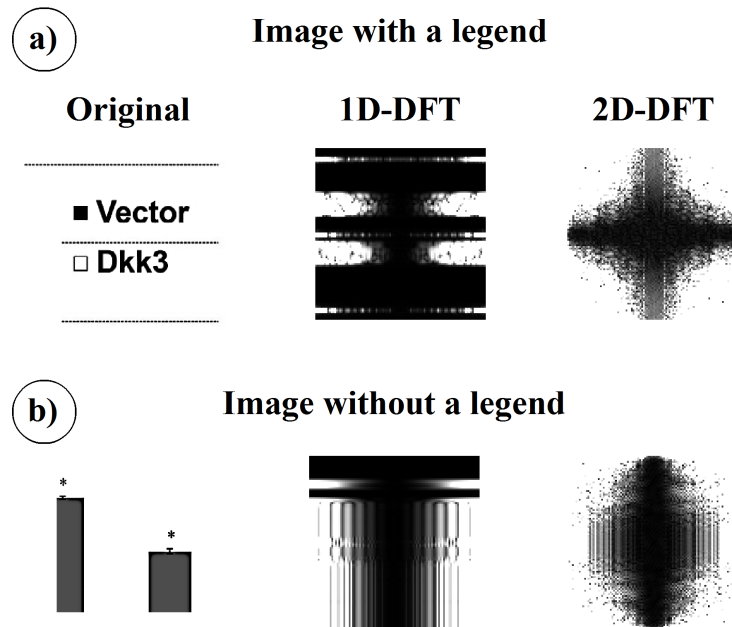 a)
Image with a legend
Original
1D-DFT
2D-DFT
Vector
Dkk3
b)
Image without a legend
*
*